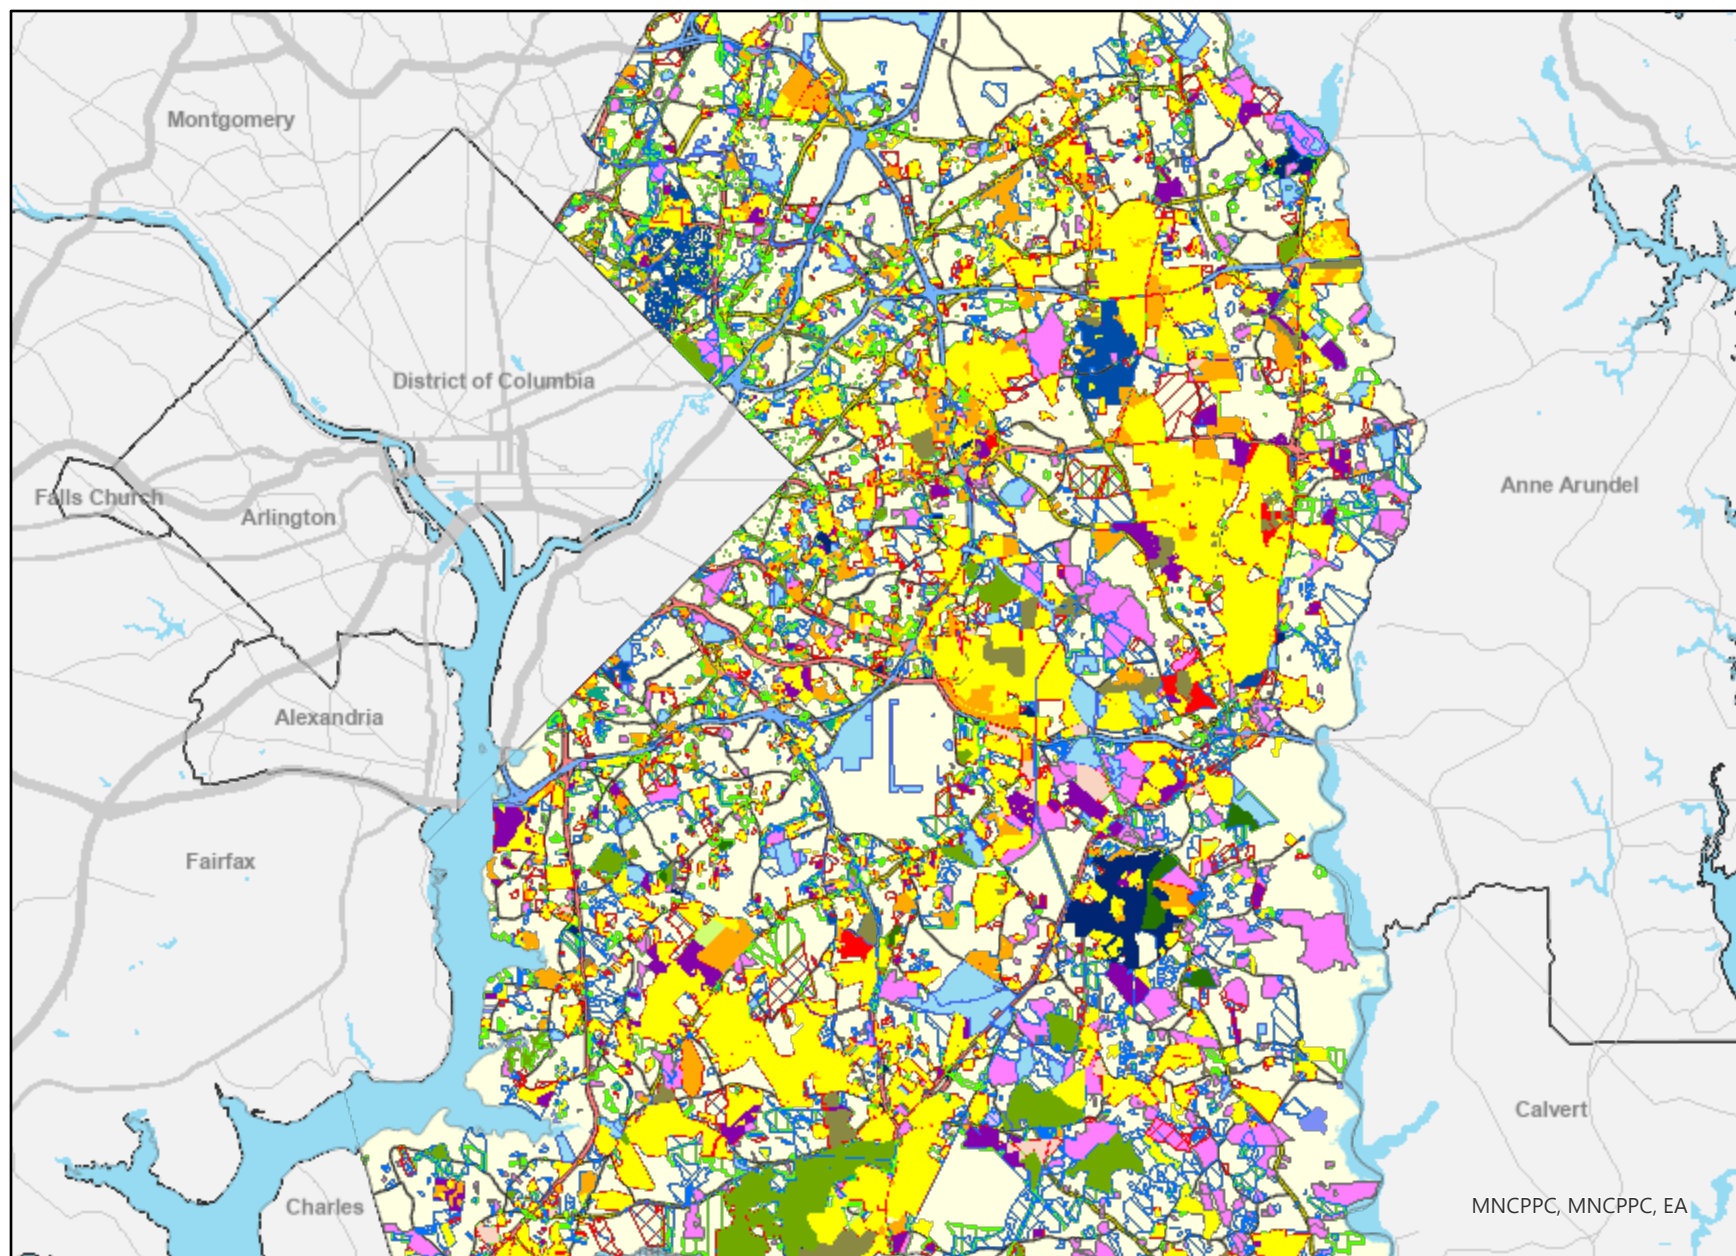 Montgomery
District of Columbia
Falls Church
Arlington
Anne Arundel
Alexandria
Fairfax
Calvert
Charles
MNCPPC, MNCPPC, EA